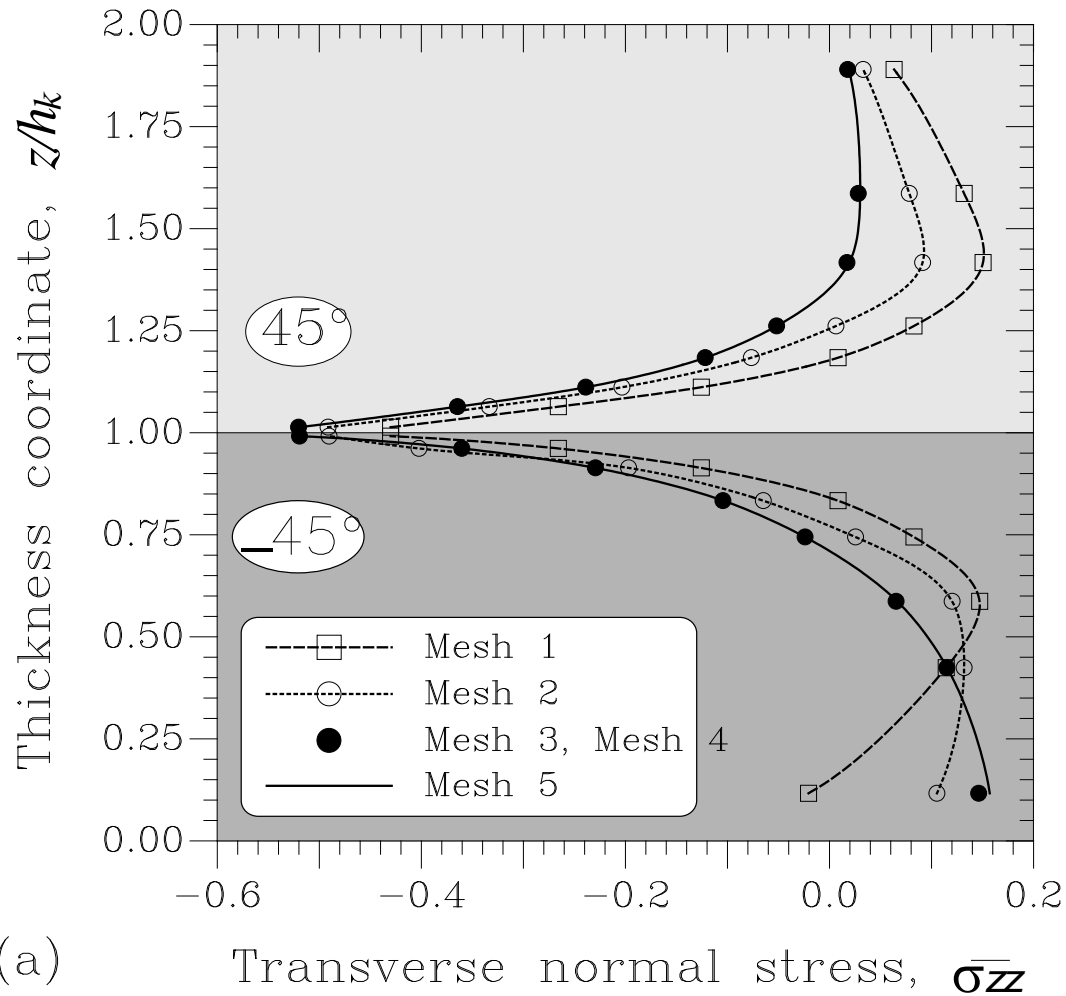 Thickness coordinate, z/hk
2.00
1.75
1.50
1.25
1.00
0.75
0.50
0.25
0.00
45°
−45°
Mesh 1
Mesh 2
Mesh 3, Mesh 4
Mesh 5
−0.6 −0.4 −0.2 0.0 0.2
(a) Transverse normal stress, σ̅z̅z̅